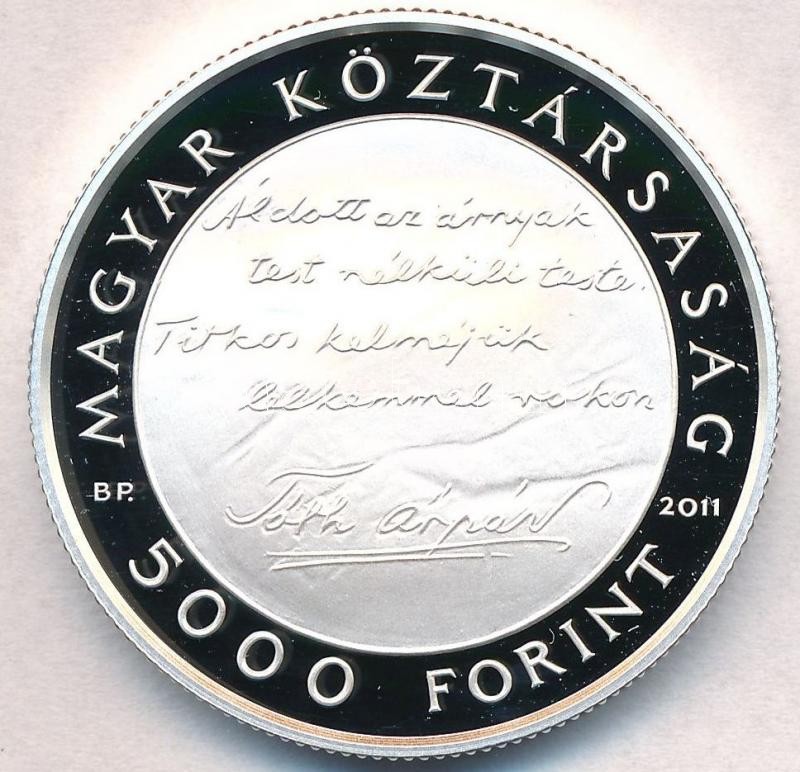 MAGYAR KÖZTÁRSASÁG
Áldott az árnyak
test nélküli teste.
Titkos kelméjük
lelkemmel rokon
Tóth Árpád
BP.
2011
5000 FORINT